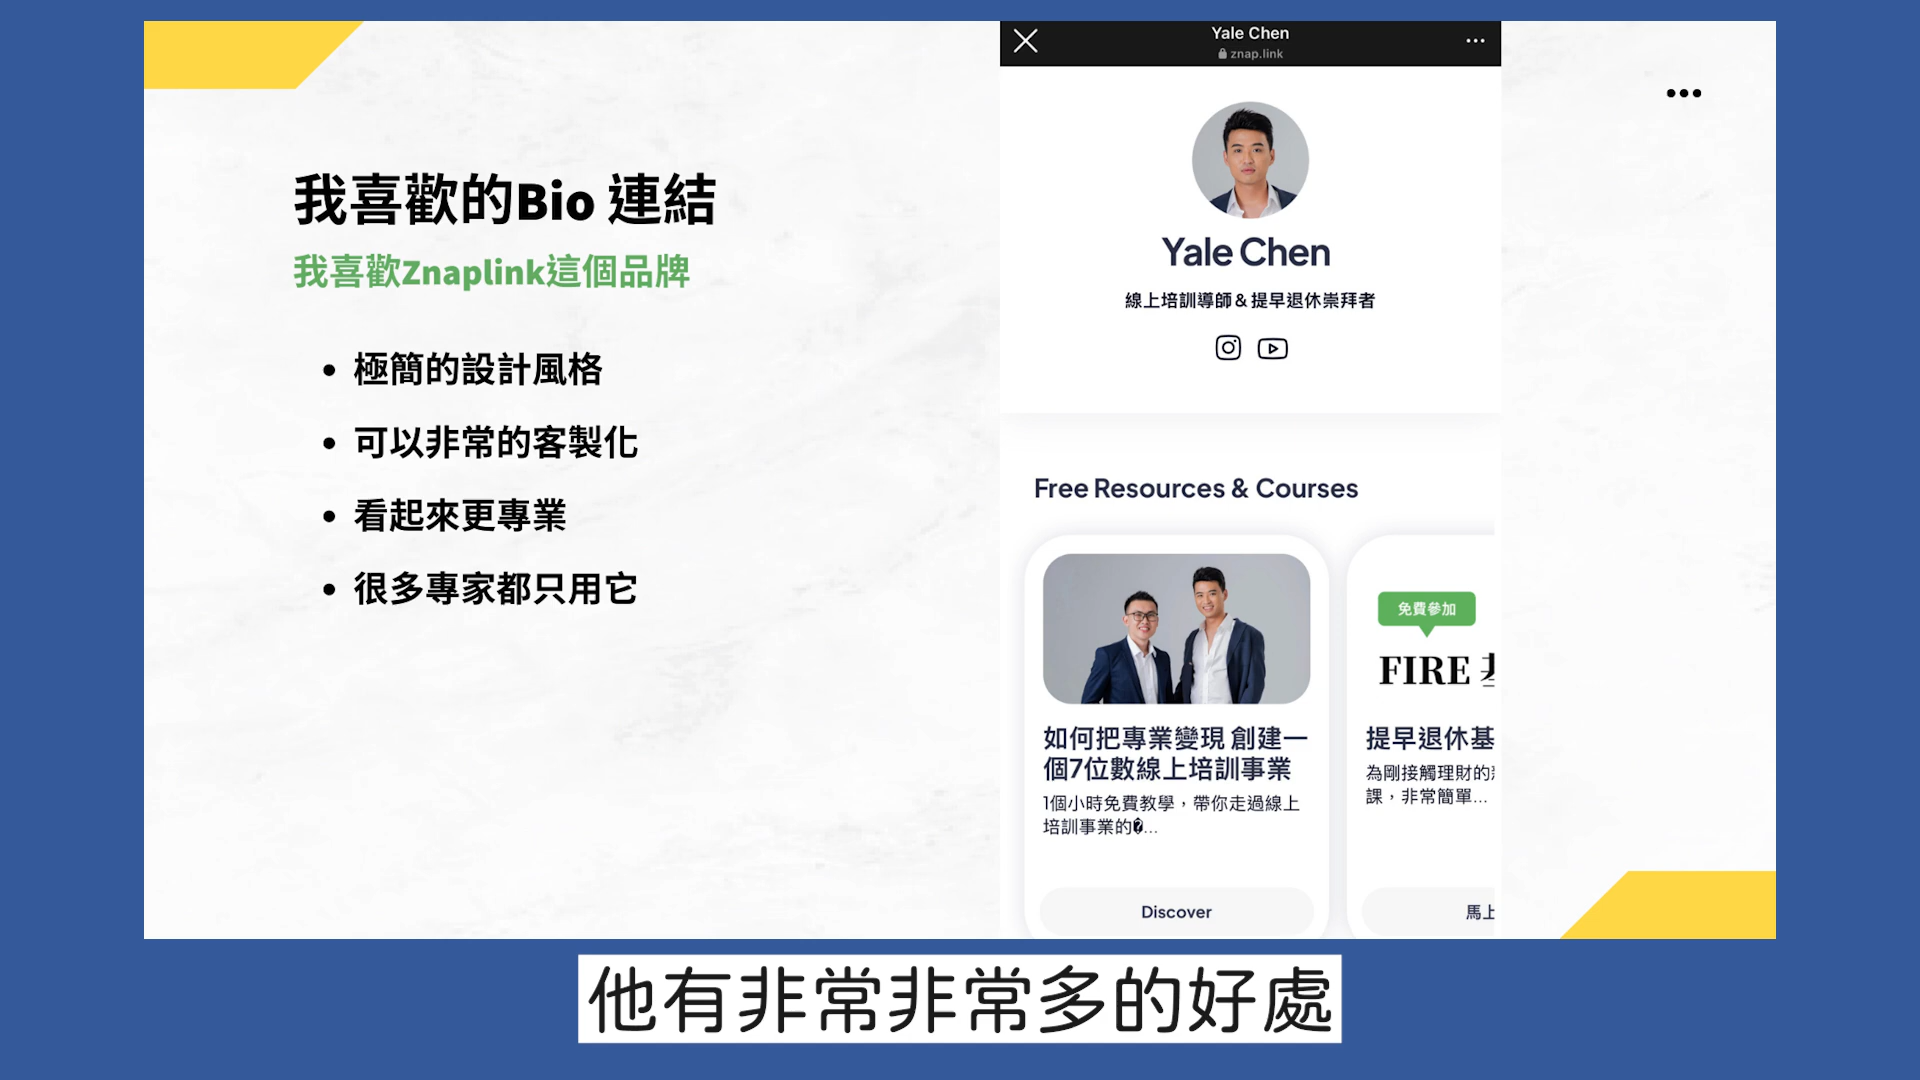 我喜歡的Bio 連結
我喜歡Znaplink這個品牌
極簡的設計風格
可以非常的客製化
看起來更專業
很多專家都只用它
Yale Chen
znap.link
Yale Chen
線上培訓導師&提早退休崇拜者
Free Resources & Courses
如何把專業變現 創建一
個7位數線上培訓事業
1個小時免費教學,帶你走過線上
培訓事業的�...
Discover
免費參加
FIRE
提早退休基
為剛接觸理財的
課,非常簡單...
馬上
他有非常非常多的好處